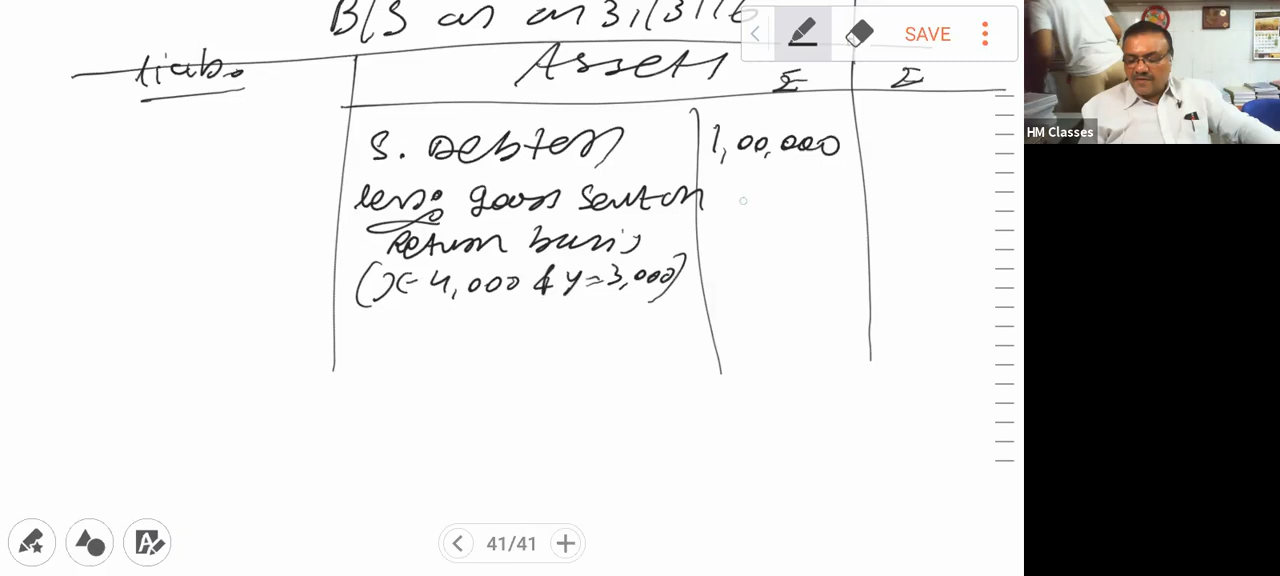 B/S as on 31/3/16
SAVE
Liab.
Assets
HM Classes
S. Debtors 1,00,000
Less: goods sent on
Return basis
(X= 4,000 & Y= 3,000)
41/41